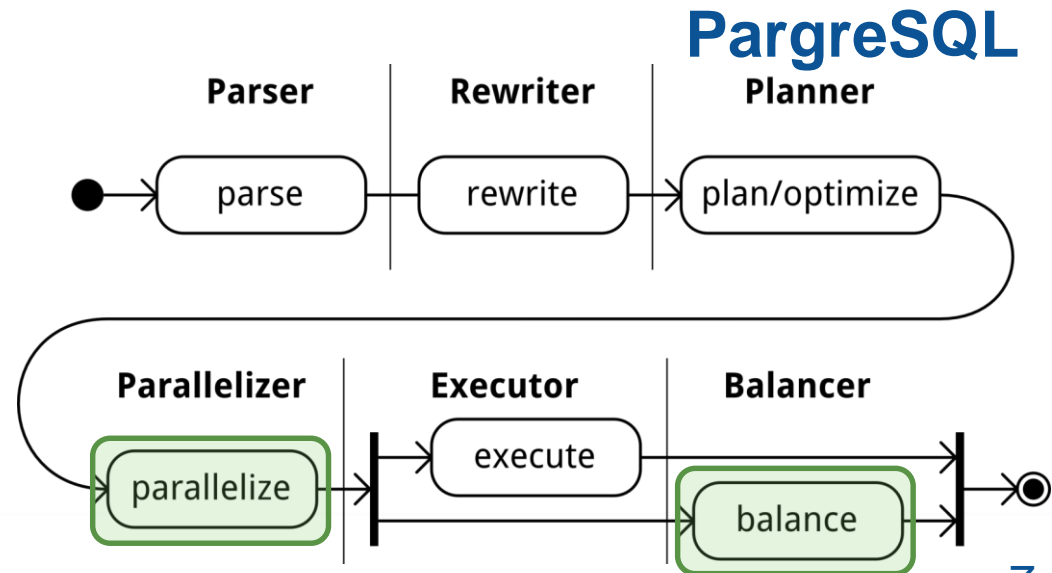 PargreSQL
Parser Rewriter Planner
parse rewrite plan/optimize
Parallelizer Executor Balancer
execute
parallelize
balance